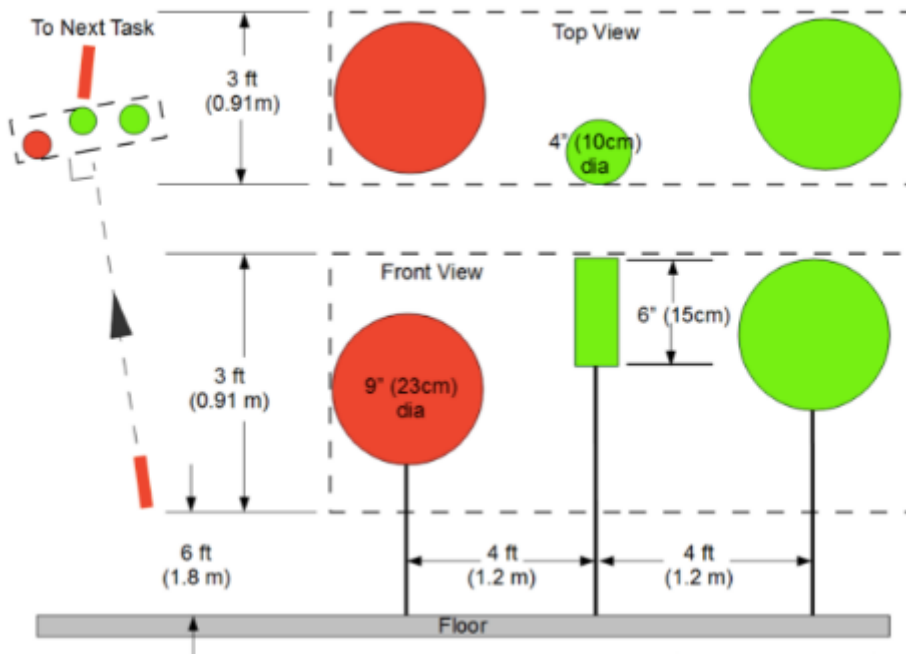 To Next Task
Top View
3 ft
(0.91m)
4" (10cm)
dia
Front View
6" (15cm)
9" (23cm)
dia
3 ft
(0.91 m)
6 ft
(1.8 m)
4 ft
(1.2 m)
4 ft
(1.2 m)
Floor